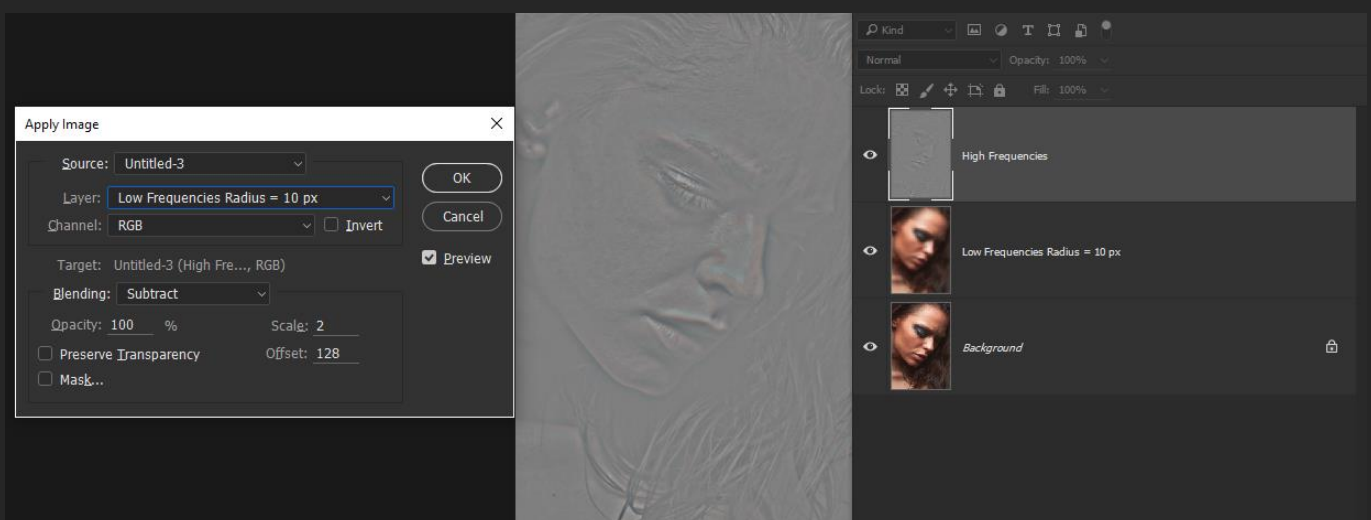 Apply Image
Source: Untitled-3
Layer: Low Frequencies Radius = 10 px
Channel: RGB Invert
Target: Untitled-3 (High Fre..., RGB)
Blending: Subtract
Opacity: 100 % Scale: 2
Preserve Transparency Offset: 128
Mask...
OK
Cancel
Preview
Kind
Normal Opacity: 100%
Lock: Fill: 100%
High Frequencies
Low Frequencies Radius = 10 px
Background